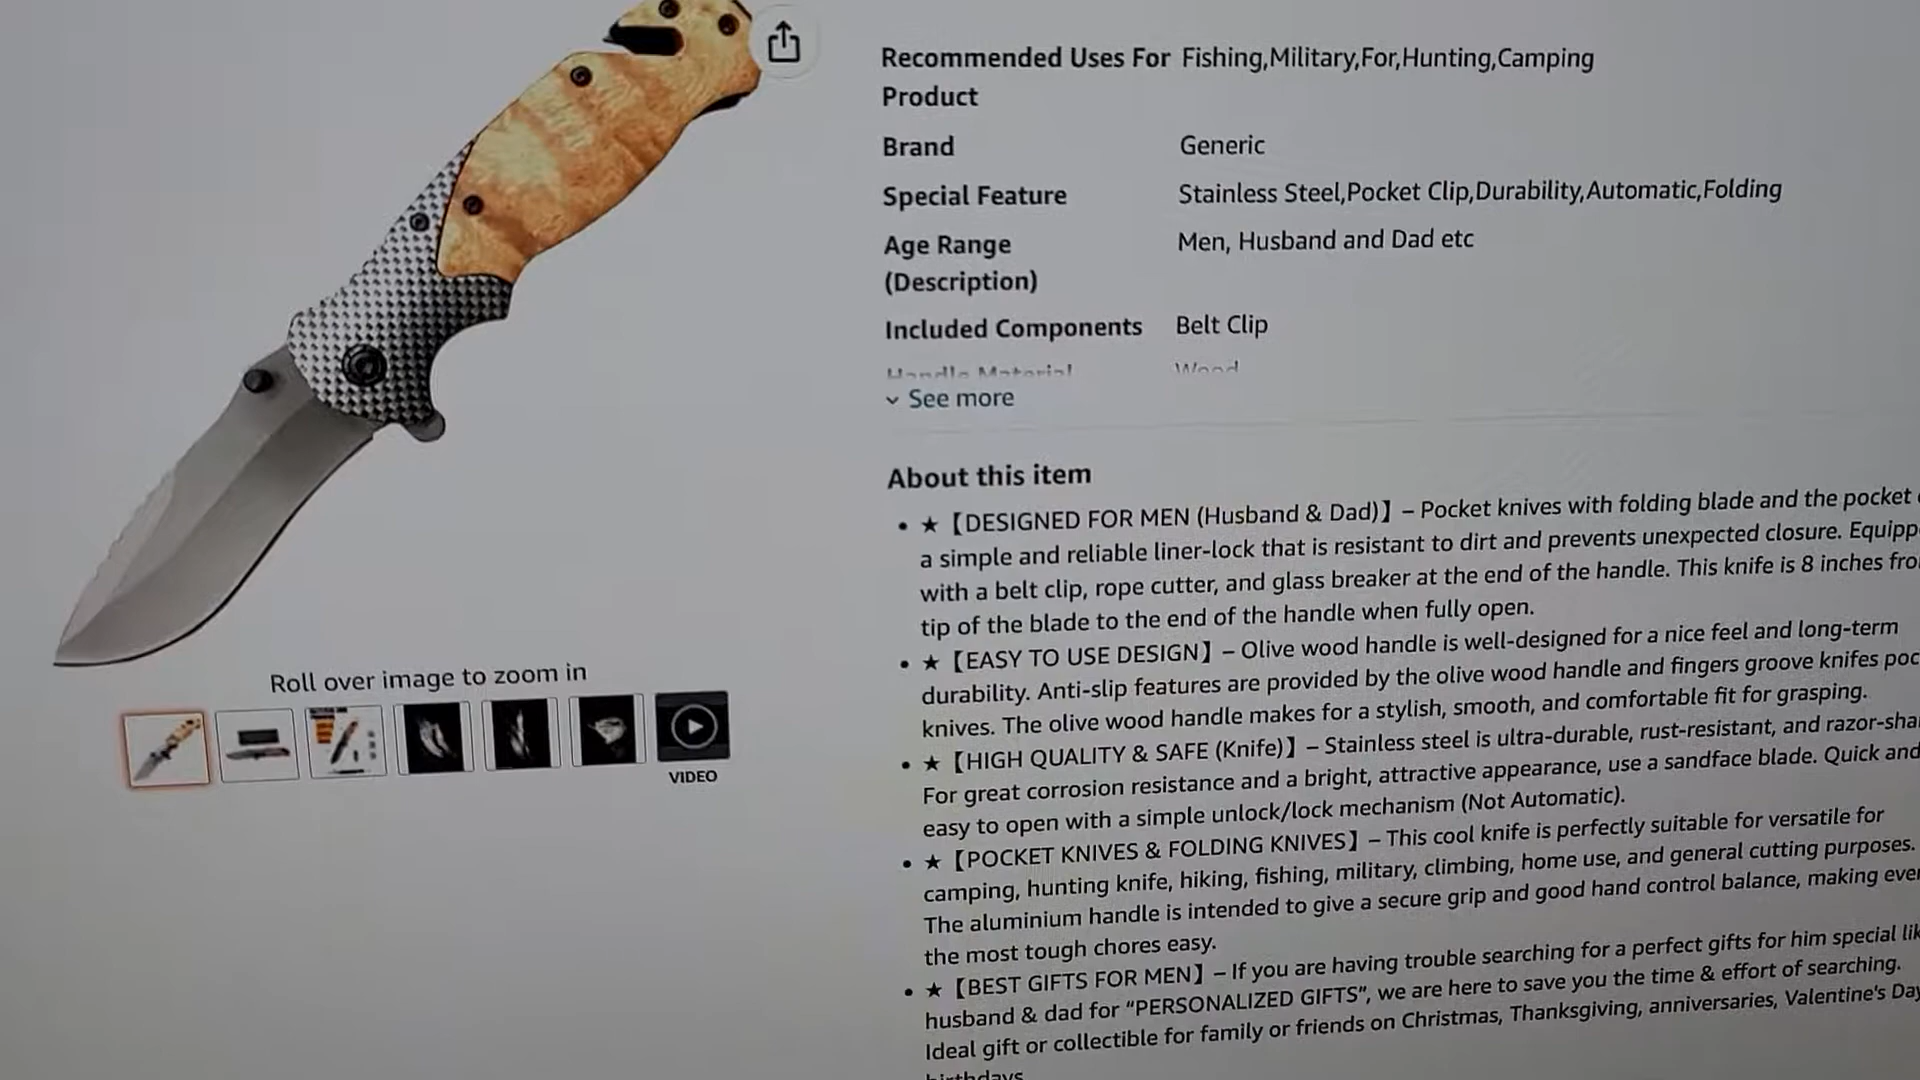 Recommended Uses For Fishing,Military,For,Hunting,Camping
Product
Brand Generic
Special Feature Stainless Steel,Pocket Clip,Durability,Automatic,Folding
Age Range Men, Husband and Dad etc
(Description)
Included Components Belt Clip
Handle Material Wood
See more
About this item
★【DESIGNED FOR MEN (Husband & Dad)】 – Pocket knives with folding blade and the pocket
a simple and reliable liner-lock that is resistant to dirt and prevents unexpected closure. Equipp
with a belt clip, rope cutter, and glass breaker at the end of the handle. This knife is 8 inches fro
tip of the blade to the end of the handle when fully open.
★【EASY TO USE DESIGN】 – Olive wood handle is well-designed for a nice feel and long-term
durability. Anti-slip features are provided by the olive wood handle and fingers groove knifes poc
knives. The olive wood handle makes for a stylish, smooth, and comfortable fit for grasping.
★【HIGH QUALITY & SAFE (Knife)】 – Stainless steel is ultra-durable, rust-resistant, and razor-sha
For great corrosion resistance and a bright, attractive appearance, use a sandface blade. Quick and
easy to open with a simple unlock/lock mechanism (Not Automatic).
★【POCKET KNIVES & FOLDING KNIVES】 – This cool knife is perfectly suitable for versatile for
camping, hunting knife, hiking, fishing, military, climbing, home use, and general cutting purposes.
The aluminium handle is intended to give a secure grip and good hand control balance, making eve
the most tough chores easy.
★【BEST GIFTS FOR MEN】 – If you are having trouble searching for a perfect gifts for him special lik
husband & dad for “PERSONALIZED GIFTS”, we are here to save you the time & effort of searching.
Ideal gift or collectible for family or friends on Christmas, Thanksgiving, anniversaries, Valentine's Day
birthdays
Roll over image to zoom in
VIDEO